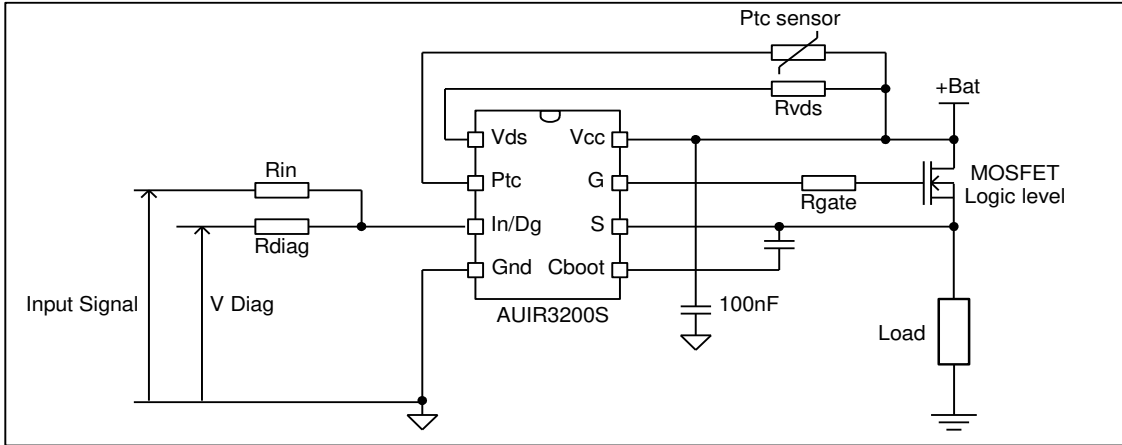 Ptc sensor
+Bat
Rvds
Vds
Vcc
Rin
Ptc
G
MOSFET
Logic level
Rgate
In/Dg
S
Rdiag
Gnd
Cboot
Input Signal
V Diag
AUIR3200S
100nF
Load